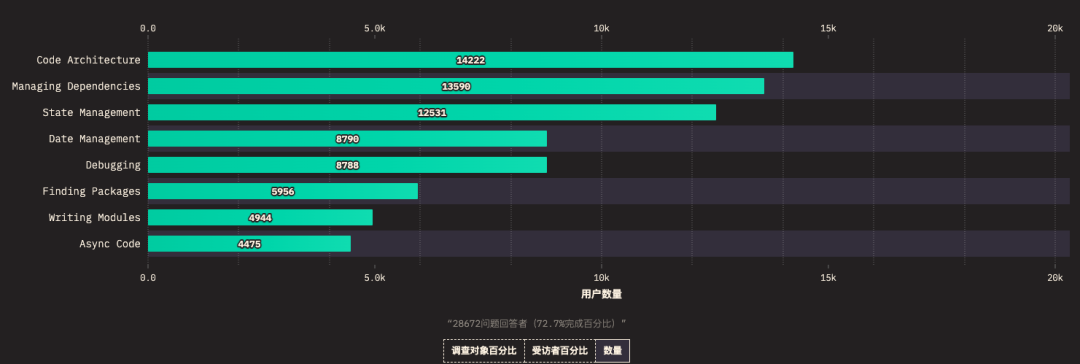 0.0 5.0k 10k 15k 20k
Code Architecture 14222
Managing Dependencies 13590
State Management 12531
Date Management 8790
Debugging 8788
Finding Packages 5956
Writing Modules 4944
Async Code 4475
0.0 5.0k 10k 15k 20k
用户数量
“28672问题回答者（72.7%完成百分比）”
调查对象百分比 受访者百分比 数量